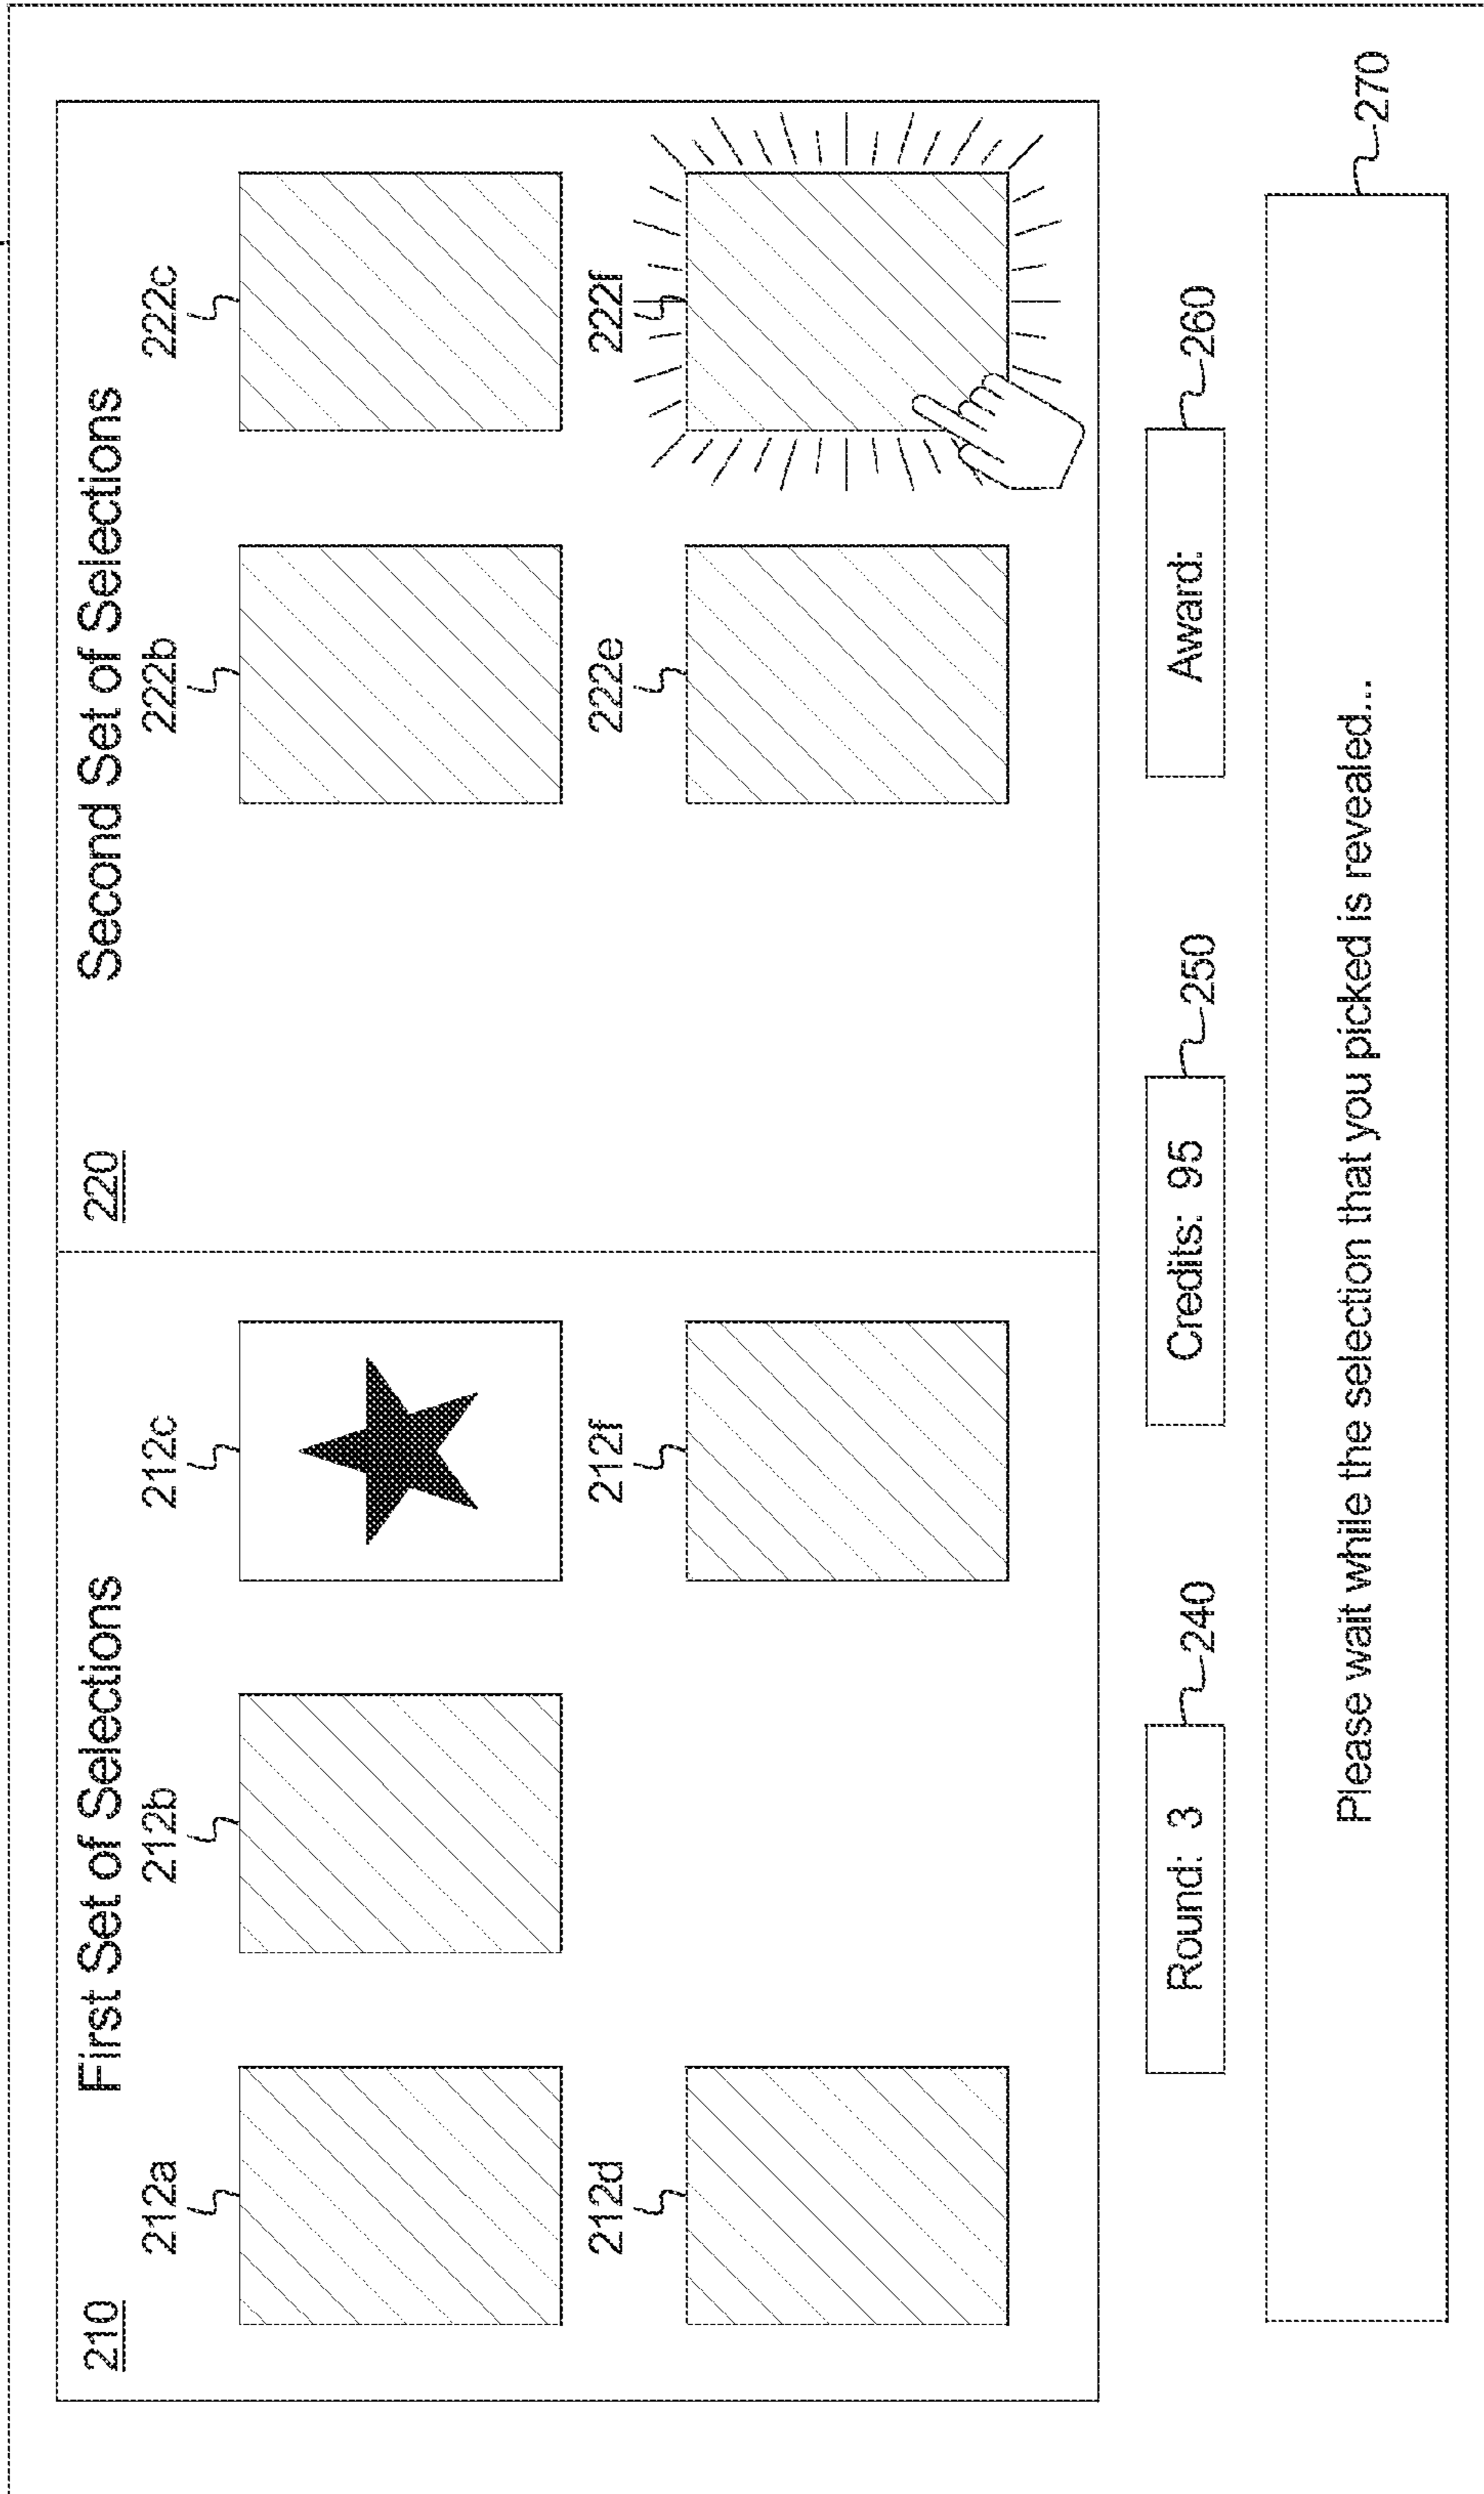 First Set of Selections
Second Set of Selections
210
220
212a
212b
212c
222b
222c
212d
212f
222e
222f
Round: 3
240
Credits: 95
250
Award:
260
270
Please wait while the selection that you picked is revealed...